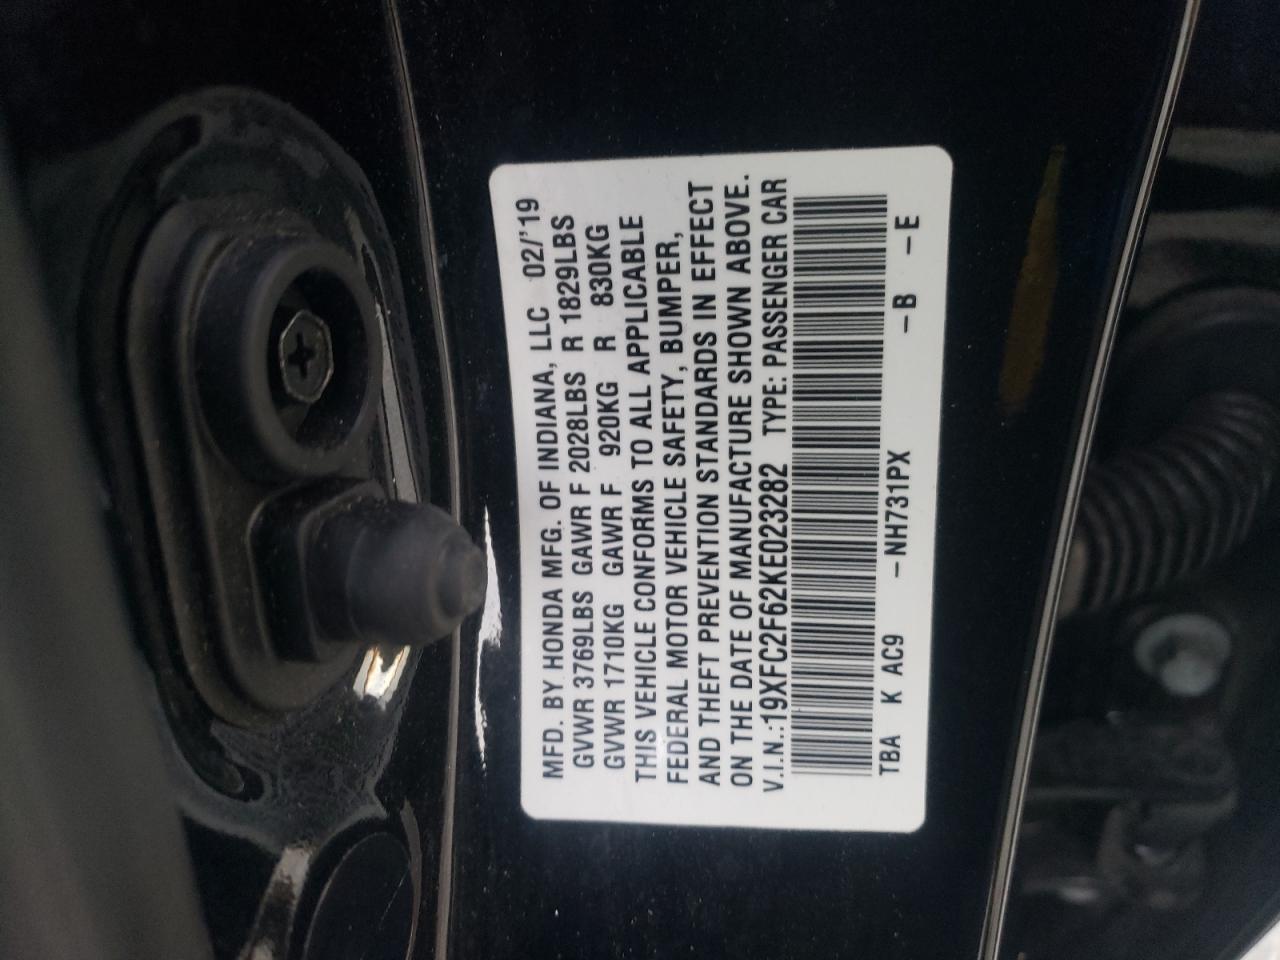 MFD. BY HONDA MFG. OF INDIANA, LLC 02/'19
GVWR 3769LBS GAWR F 2028LBS R 1829LBS
GVWR 1710KG GAWR F 920KG R 830KG
THIS VEHICLE CONFORMS TO ALL APPLICABLE
FEDERAL MOTOR VEHICLE SAFETY, BUMPER,
AND THEFT PREVENTION STANDARDS IN EFFECT
ON THE DATE OF MANUFACTURE SHOWN ABOVE.
V.I.N.:19XFC2F62KE023282 TYPE: PASSENGER CAR
TBA K AC9 -NH731PX -B -E